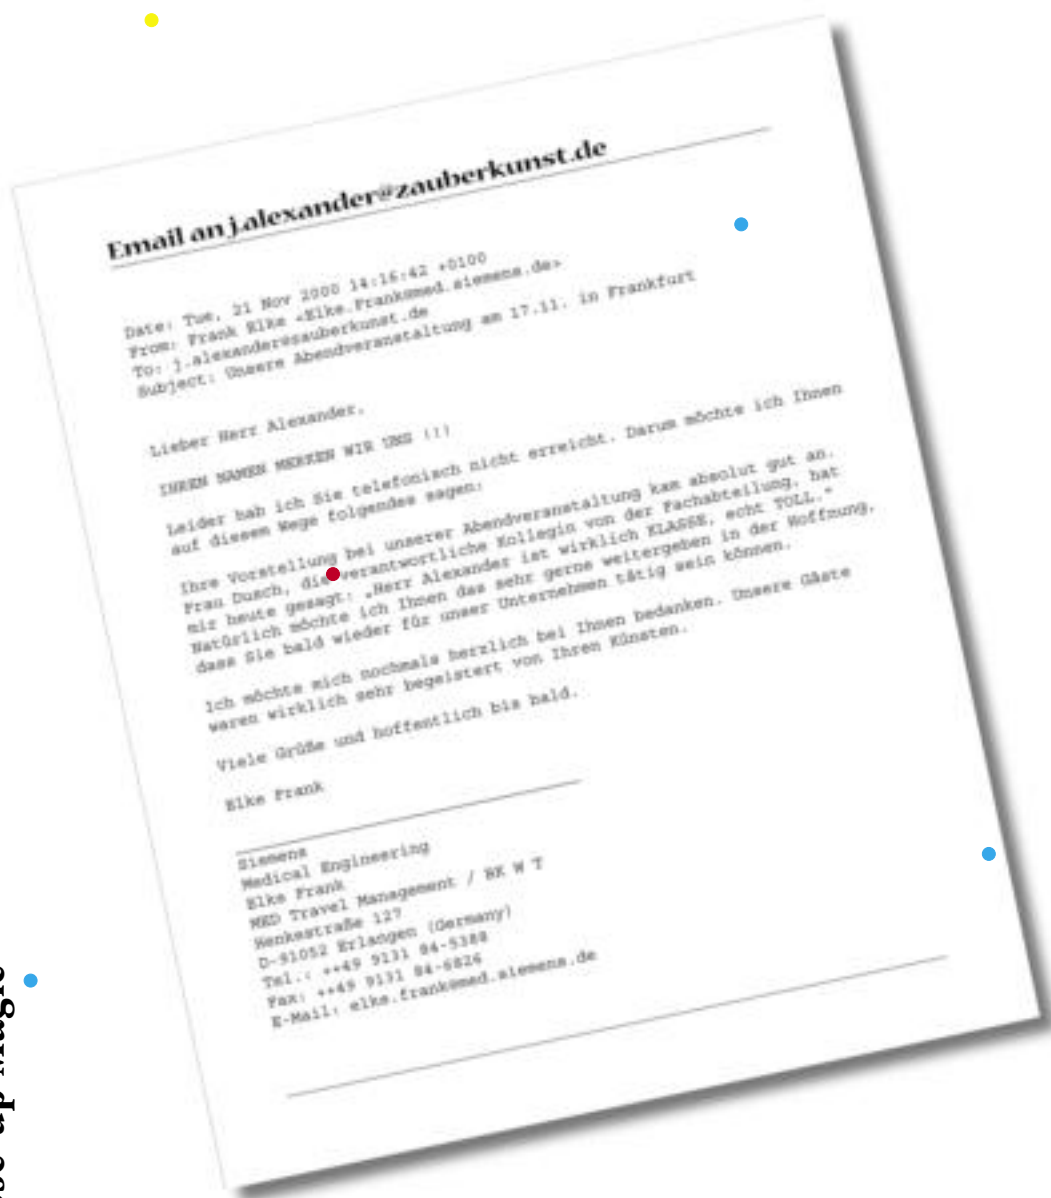 Email an j.alexander@zauberkunst.de
Date: Tue, 21 Nov 2000 14:16:42 +0100
From: Frank Elke <Elke.Frank@med.siemens.de>
To: j.alexander@zauberkunst.de
Subject: Unsere Abendveranstaltung am 17.11. in Frankfurt
Lieber Herr Alexander,
IHREN NAMEN MERKEN WIR UNS (!)
Leider hab ich Sie telefonisch nicht erreicht. Darum möchte ich Ihnen
auf diesem Wege folgendes sagen:
Ihre Vorstellung bei unserer Abendveranstaltung kam absolut gut an.
Frau Dusch, die verantwortliche Kollegin von der Fachabteilung, hat
mir heute gesagt: „Herr Alexander ist wirklich KLASSE, echt TOLL."
Natürlich möchte ich Ihnen das sehr gerne weitergeben in der Hoffnung,
dass Sie bald wieder für unser Unternehmen tätig sein können.
Ich möchte mich nochmals herzlich bei Ihnen bedanken. Unsere Gäste
waren wirklich sehr begeistert von Ihren Künsten.
Viele Grüße und hoffentlich bis bald.
Elke Frank
Siemens
Medical Engineering
Elke Frank
MED Travel Management / BK W T
Henkestraße 127
D-91052 Erlangen (Germany)
Tel.: ++49 9131 84-5388
Fax: ++49 9131 84-6826
E-Mail: elke.frank@med.siemens.de
up Magic